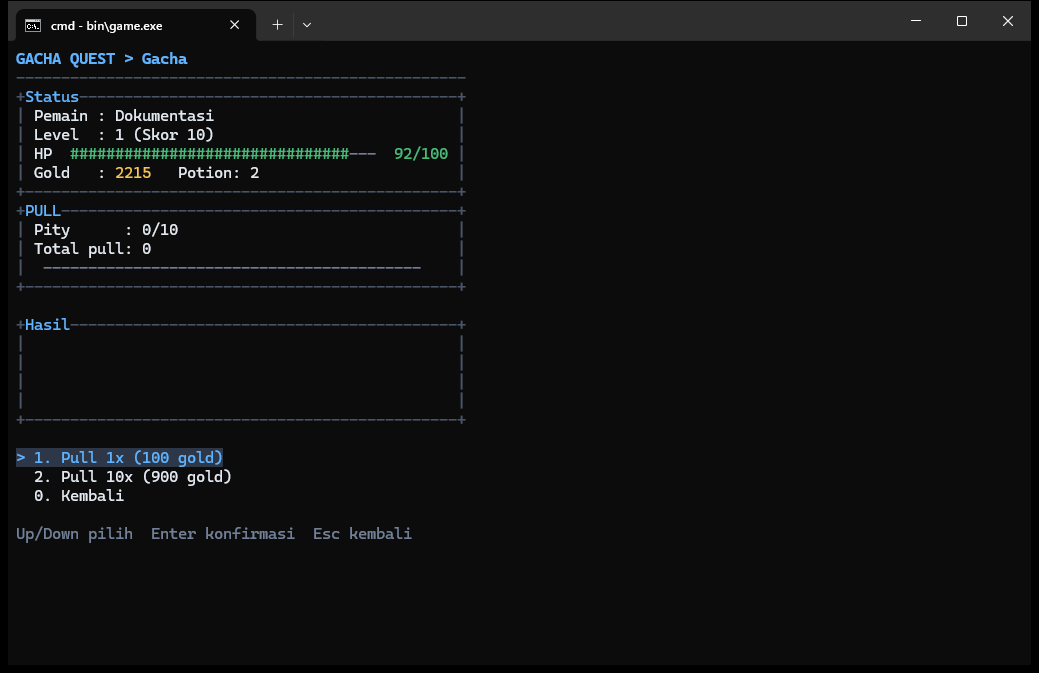 cmd - bin\game.exe
GACHA QUEST > Gacha
--------------------------------------------------
+Status------------------------------------------+
| Pemain : Dokumentasi |
| Level  : 1 (Skor 10) |
| HP  ###############################---  92/100 |
| Gold   : 2215   Potion: 2 |
+------------------------------------------------+
+PULL--------------------------------------------+
| Pity      : 0/10 |
| Total pull: 0 |
|  ------------------------------------------    |
+------------------------------------------------+
+Hasil-------------------------------------------+
+------------------------------------------------+
> 1. Pull 1x (100 gold)
2. Pull 10x (900 gold)
0. Kembali
Up/Down pilih  Enter konfirmasi  Esc kembali